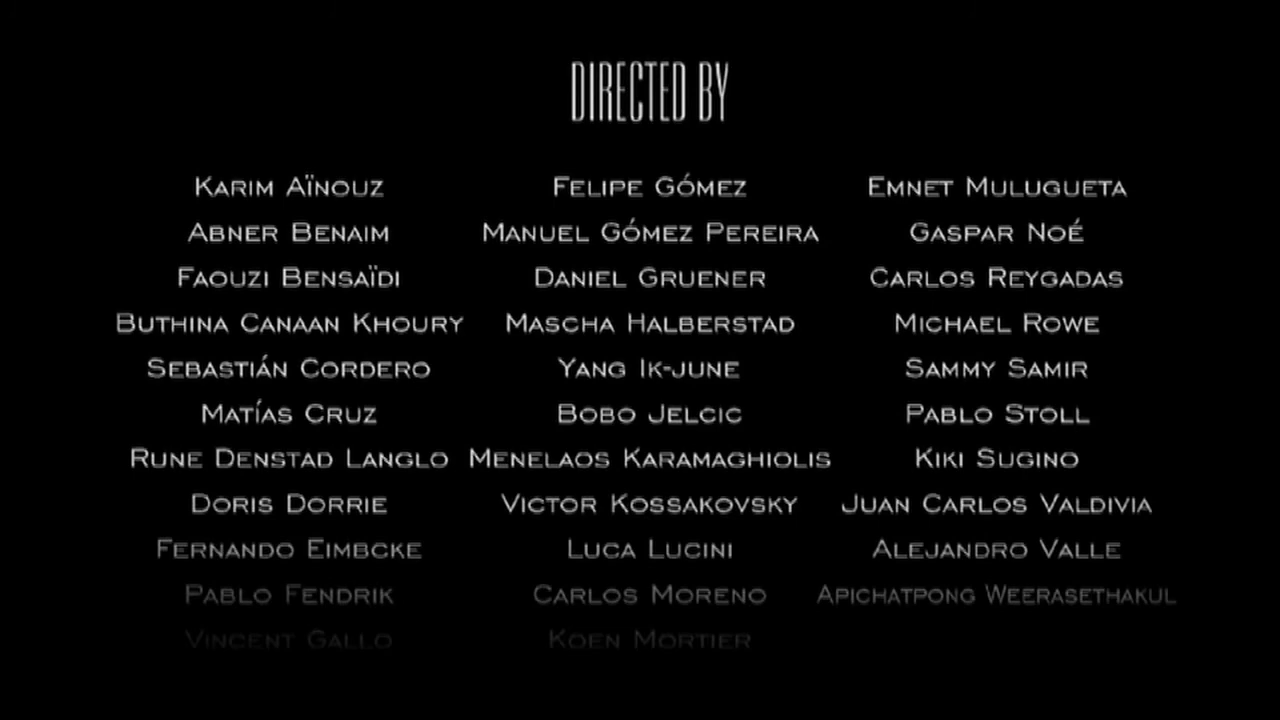 DIRECTED BY
KARIM AÏNOUZ
ABNER BENAIM
FAOUZI BENSAÏDI
BUTHINA CANAAN KHOURY
SEBASTIÁN CORDERO
MATÍAS CRUZ
RUNE DENSTAD LANGLO
DORIS DORRIE
FERNANDO EIMBCKE
PABLO FENDRIK
VINCENT GALLO
FELIPE GÓMEZ
MANUEL GÓMEZ PEREIRA
DANIEL GRUENER
MASCHA HALBERSTAD
YANG IK-JUNE
BOBO JELCIC
MENELAOS KARAMAGHIOLIS
VICTOR KOSSAKOVSKY
LUCA LUCINI
CARLOS MORENO
KOEN MORTIER
EMNET MULUGUETA
GASPAR NOÉ
CARLOS REYGADAS
MICHAEL ROWE
SAMMY SAMIR
PABLO STOLL
KIKI SUGINO
JUAN CARLOS VALDIVIA
ALEJANDRO VALLE
APICHATPONG WEERASETHAKUL